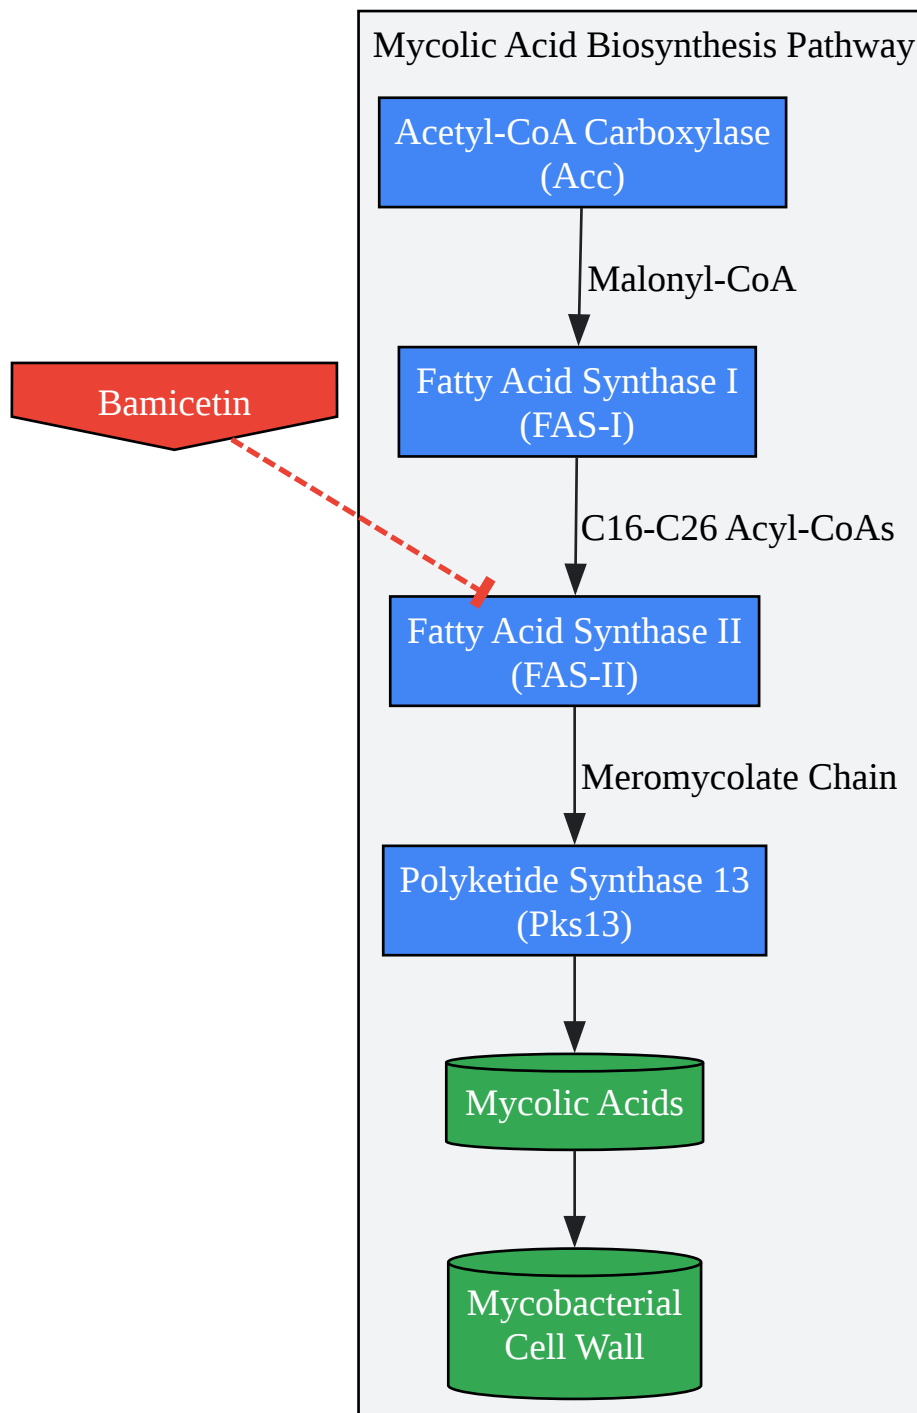 Mycolic Acid Biosynthesis Pathway
Acetyl-CoA Carboxylase
(Acc)
Malonyl-CoA
Fatty Acid Synthase I
(FAS-I)
Bamicetin
C16-C26 Acyl-CoAs
Fatty Acid Synthase II
(FAS-II)
Meromycolate Chain
Polyketide Synthase 13
(Pks13)
Mycolic Acids
Mycobacterial
Cell Wall